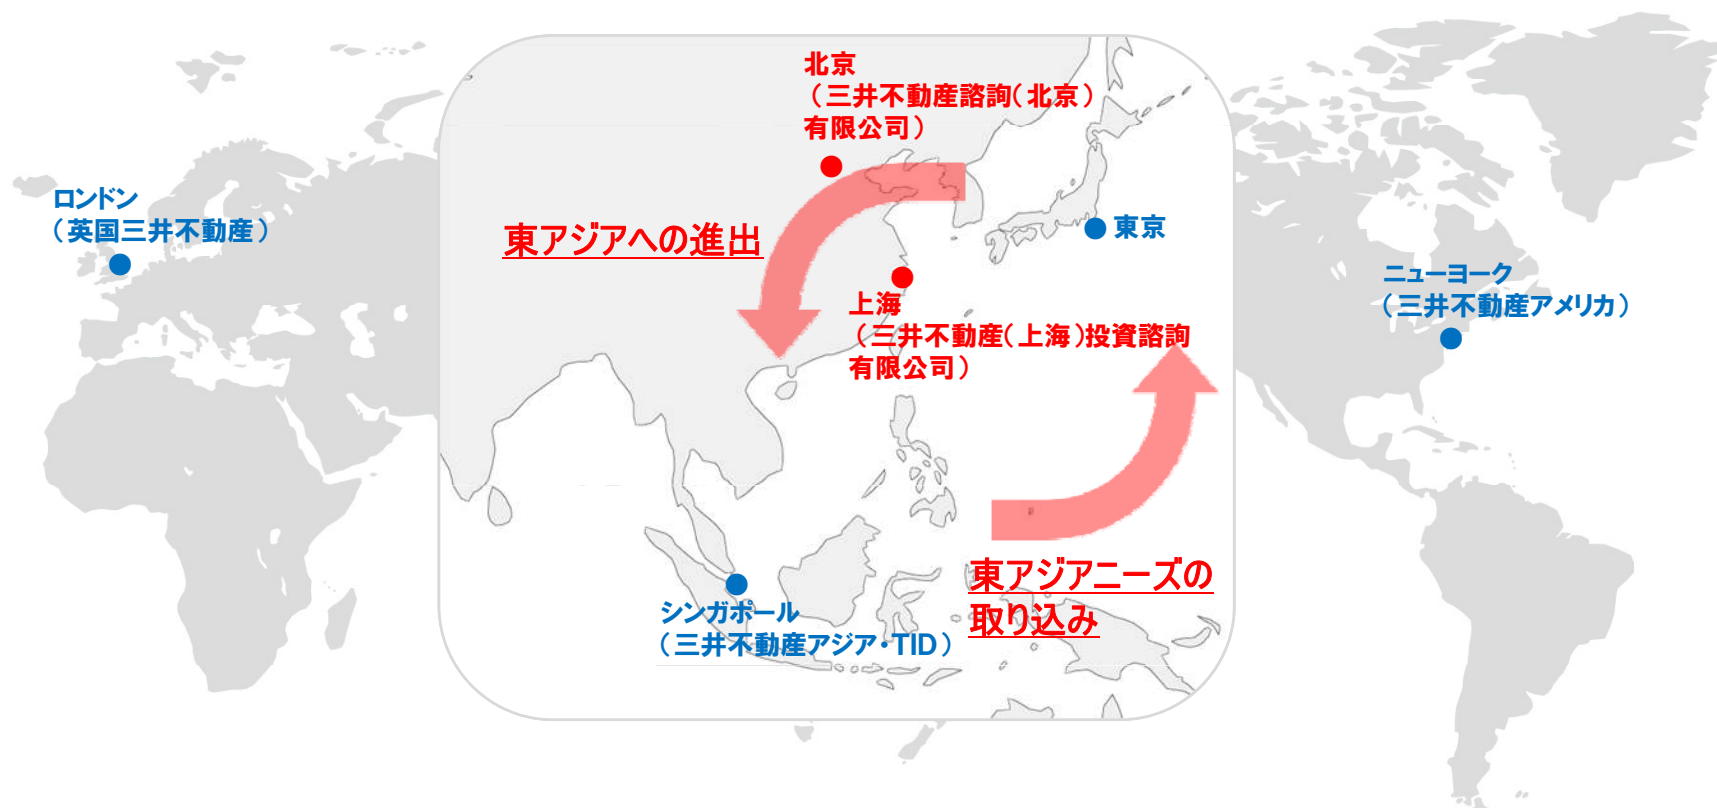 北京
（三井不動産諮詢（北京）
有限公司）
ロンドン
（英国三井不動産）
東アジアへの進出
東京
ニューヨーク
（三井不動産アメリカ）
上海
（三井不動産（上海）投資諮詢
有限公司）
東アジアニーズの
取り込み
シンガポール
（三井不動産アジア・TID）